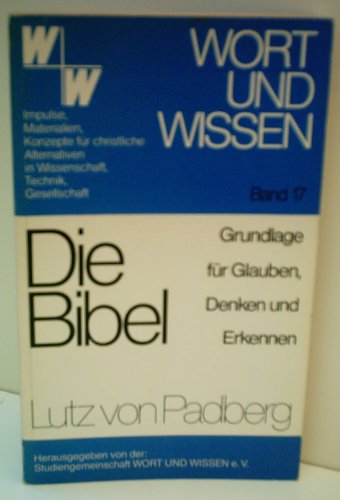 W
W
WORT
UND
WISSEN
Impulse,
Materialien,
Konzepte für christliche
Alternativen
in Wissenschaft,
Technik,
Gesellschaft
Band 17
Die
Bibel
Grundlage
für Glauben,
Denken und
Erkennen
Lutz von Padberg
Herausgegeben von der:
Studiengemeinschaft WORT UND WISSEN e.V.